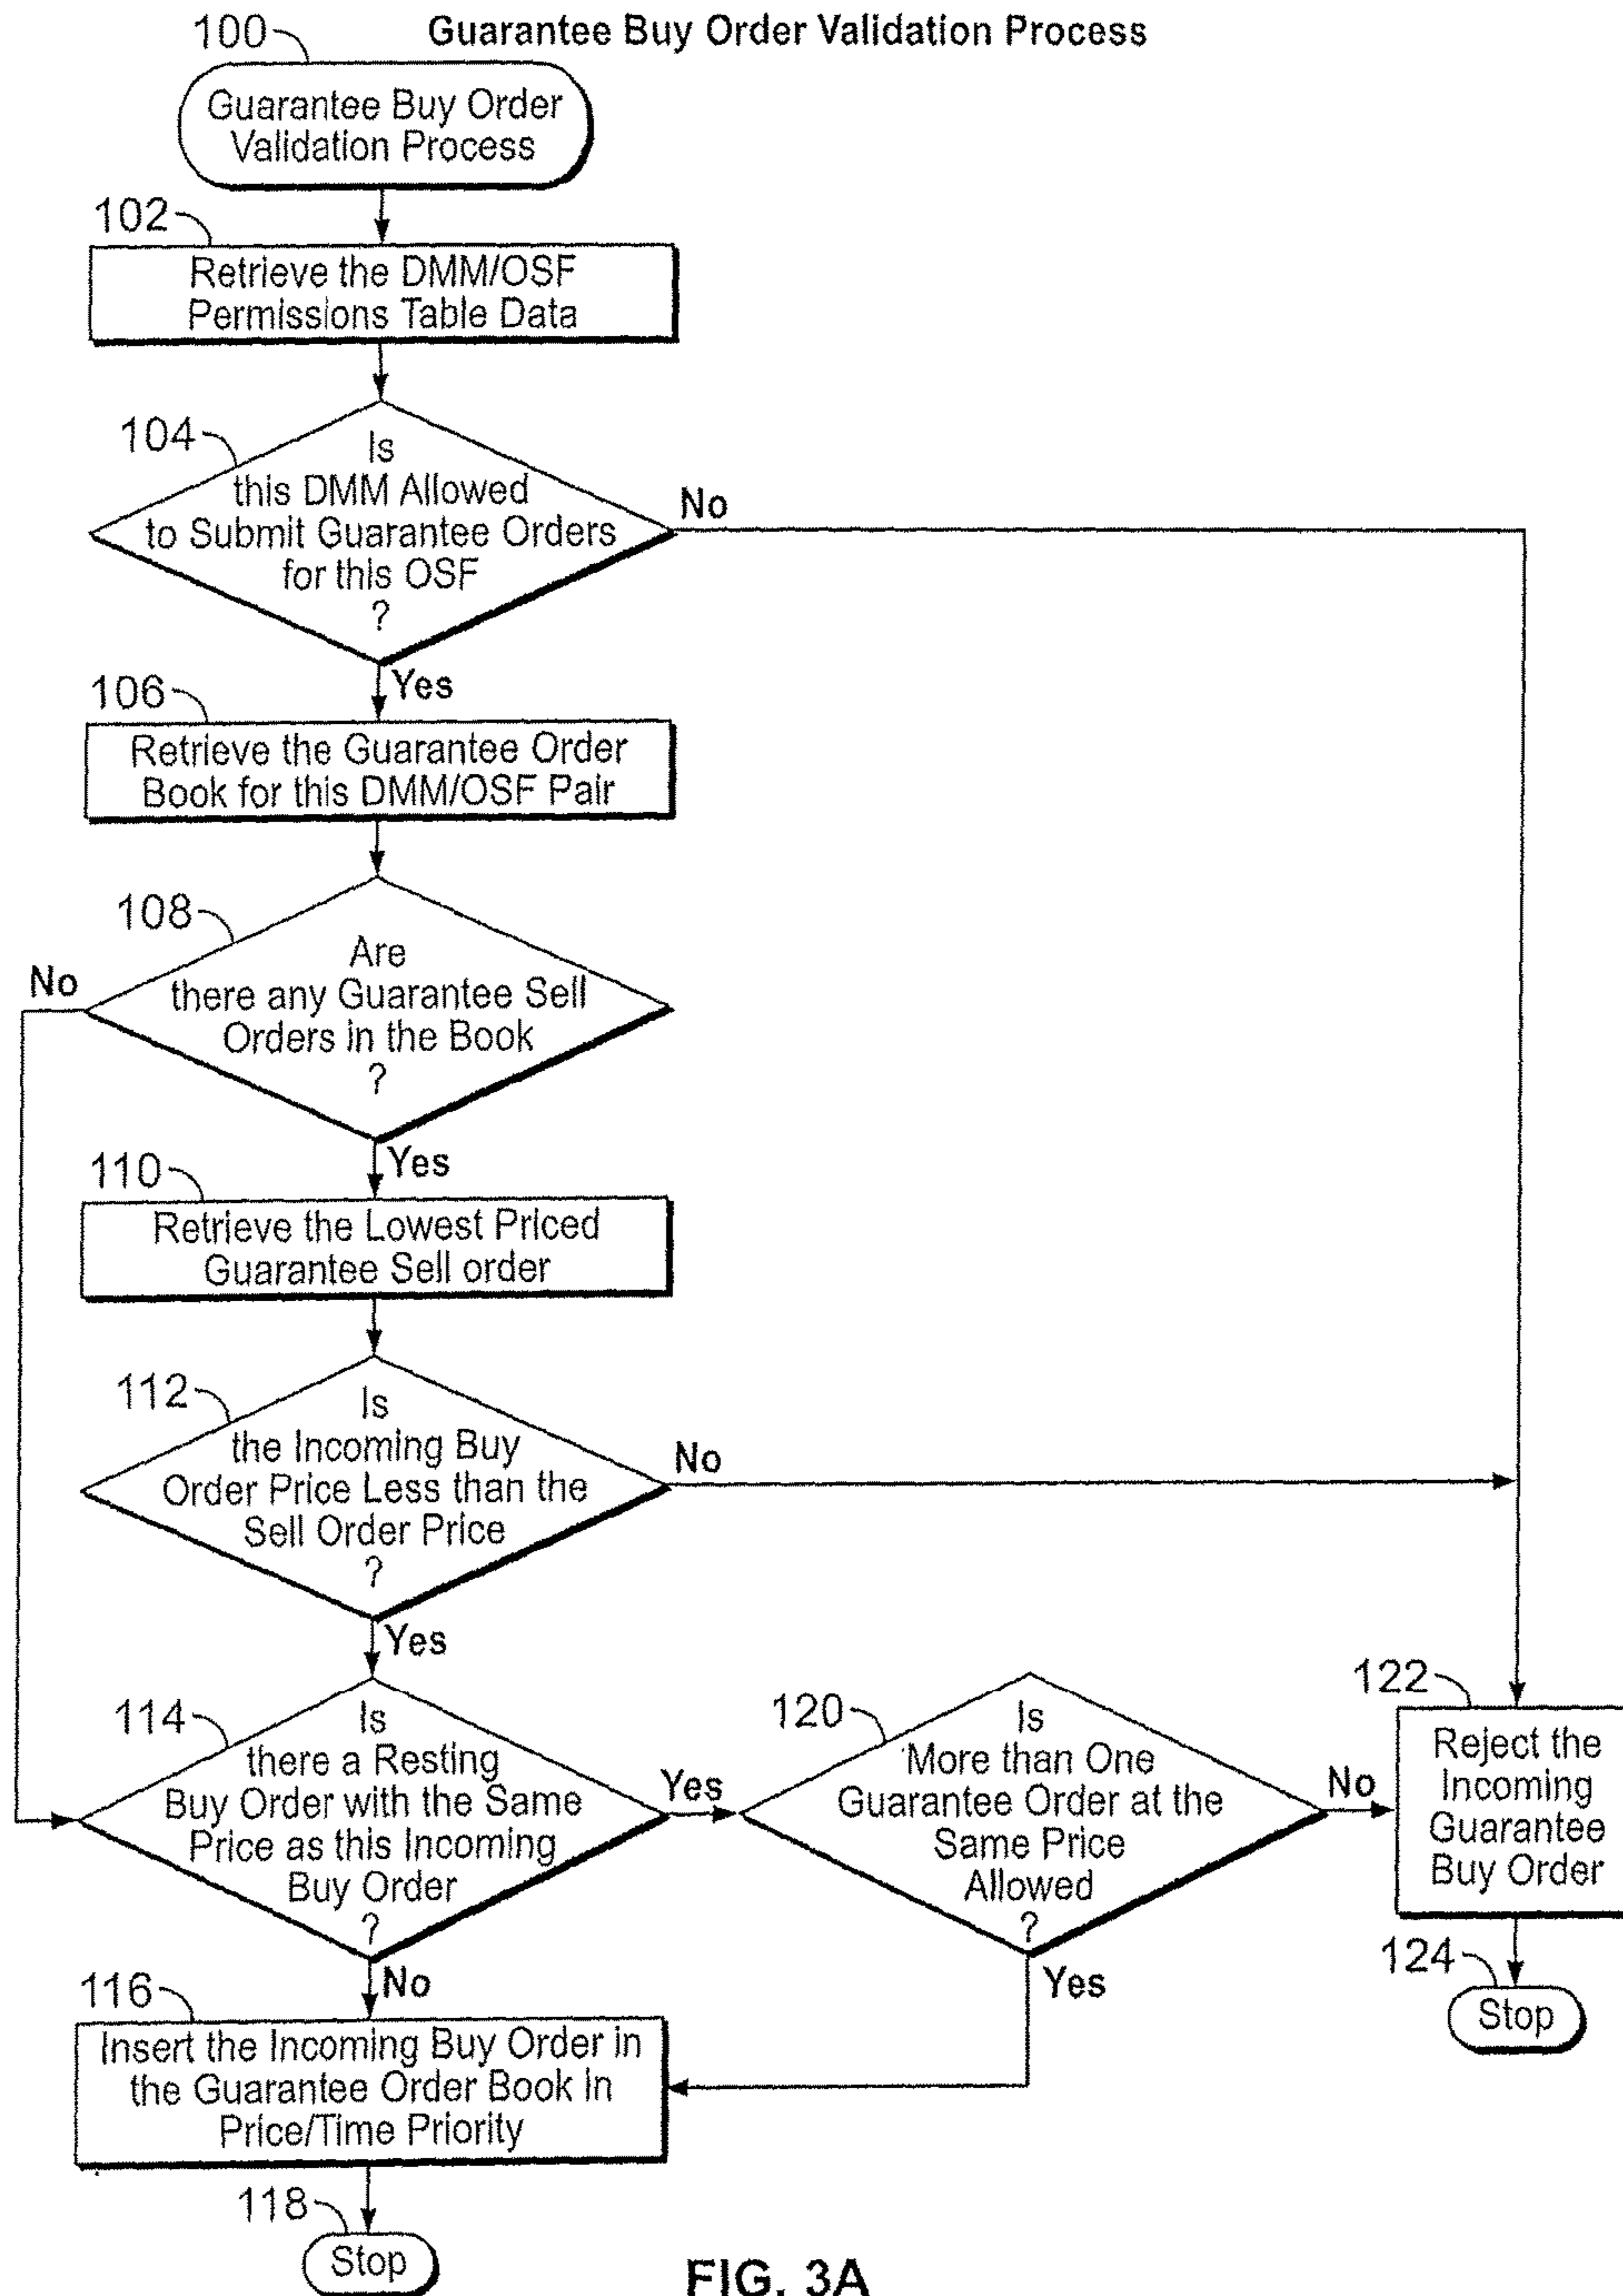 100
Guarantee Buy Order Validation Process
Guarantee Buy Order
Validation Process
102
Retrieve the DMM/OSF
Permissions Table Data
104
Is
this DMM Allowed
to Submit Guarantee Orders
for this OSF
?
No
Yes
106
Retrieve the Guarantee Order
Book for this DMM/OSF Pair
108
Are
there any Guarantee Sell
Orders in the Book
?
No
Yes
110
Retrieve the Lowest Priced
Guarantee Sell order
112
Is
the Incoming Buy
Order Price Less than the
Sell Order Price
?
No
Yes
114
Is
there a Resting
Buy Order with the Same
Price as this Incoming
Buy Order
?
Yes
No
120
Is
More than One
Guarantee Order at the
Same Price
Allowed
?
No
Yes
122
Reject the
Incoming
Guarantee
Buy Order
124
Stop
116
Insert the Incoming Buy Order in
the Guarantee Order Book in
Price/Time Priority
118
Stop
FIG. 3A